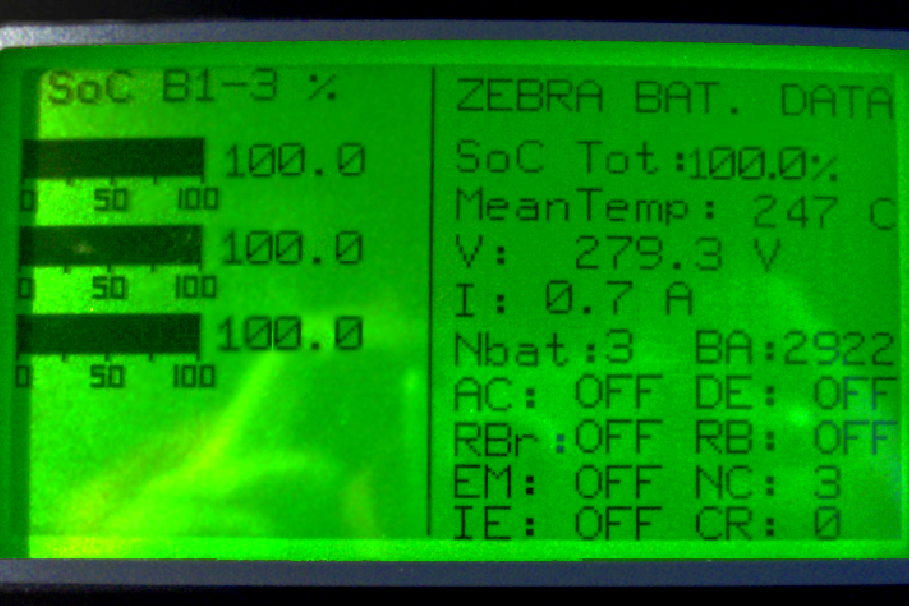 SoC B1-3 %
100.0
0 50 100
100.0
0 50 100
100.0
0 50 100
ZEBRA BAT. DATA
SoC Tot:100.0%
MeanTemp: 247 C
V: 279.3 V
I: 0.7 A
Nbat:3 BA:2922
AC: OFF DE: OFF
RBr:OFF RB: OFF
EM: OFF NC: 3
IE: OFF CR: 0